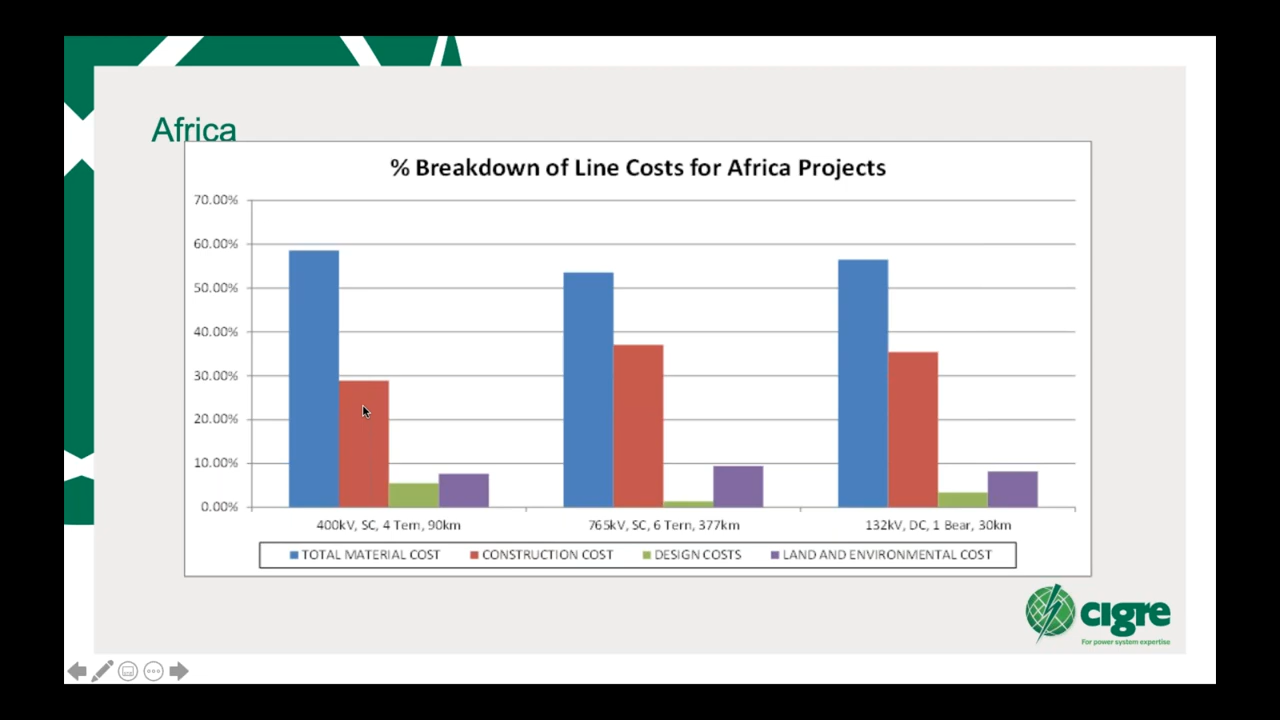 Africa
% Breakdown of Line Costs for Africa Projects
70.00%
60.00%
50.00%
40.00%
30.00%
20.00%
10.00%
0.00%
400kV, SC, 4 Tern, 90km
765kV, SC, 6 Tern, 377km
132kV, DC, 1 Bear, 30km
TOTAL MATERIAL COST
CONSTRUCTION COST
DESIGN COSTS
LAND AND ENVIRONMENTAL COST
cigre
For power system expertise